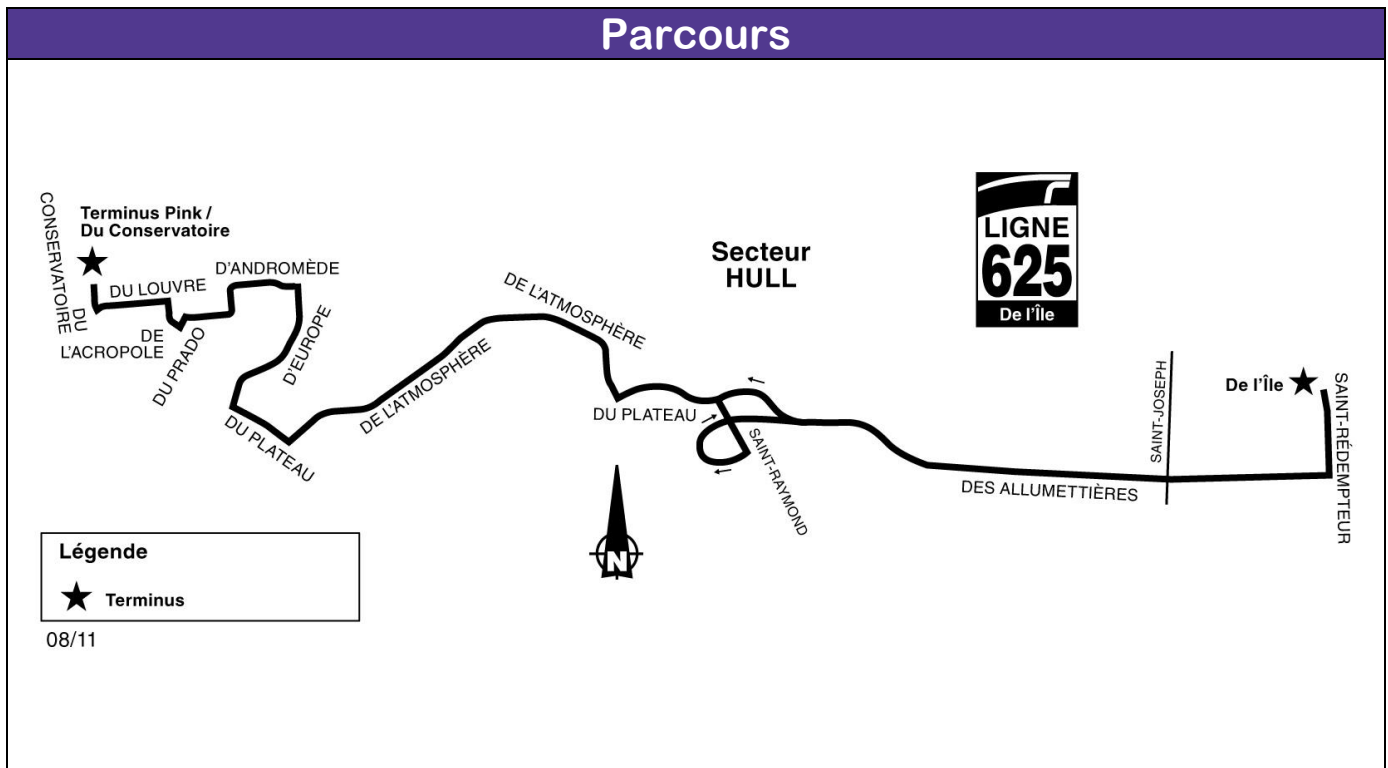 Parcours
CONSERVATOIRE
DU
Terminus Pink /
Du Conservatoire
DU LOUVRE
D'ANDROMÈDE
DE
L'ACROPOLE
DU PRADO
D'EUROPE
DU PLATEAU
DE L'ATMOSPHÈRE
DE L'ATMOSPHÈRE
Secteur
HULL
LIGNE
625
De l'Île
DU PLATEAU
SAINT-RAYMOND
DES ALLUMETTIÈRES
SAINT-JOSEPH
De l'Île
SAINT-RÉDEMPTEUR
N
Légende
Terminus
08/11